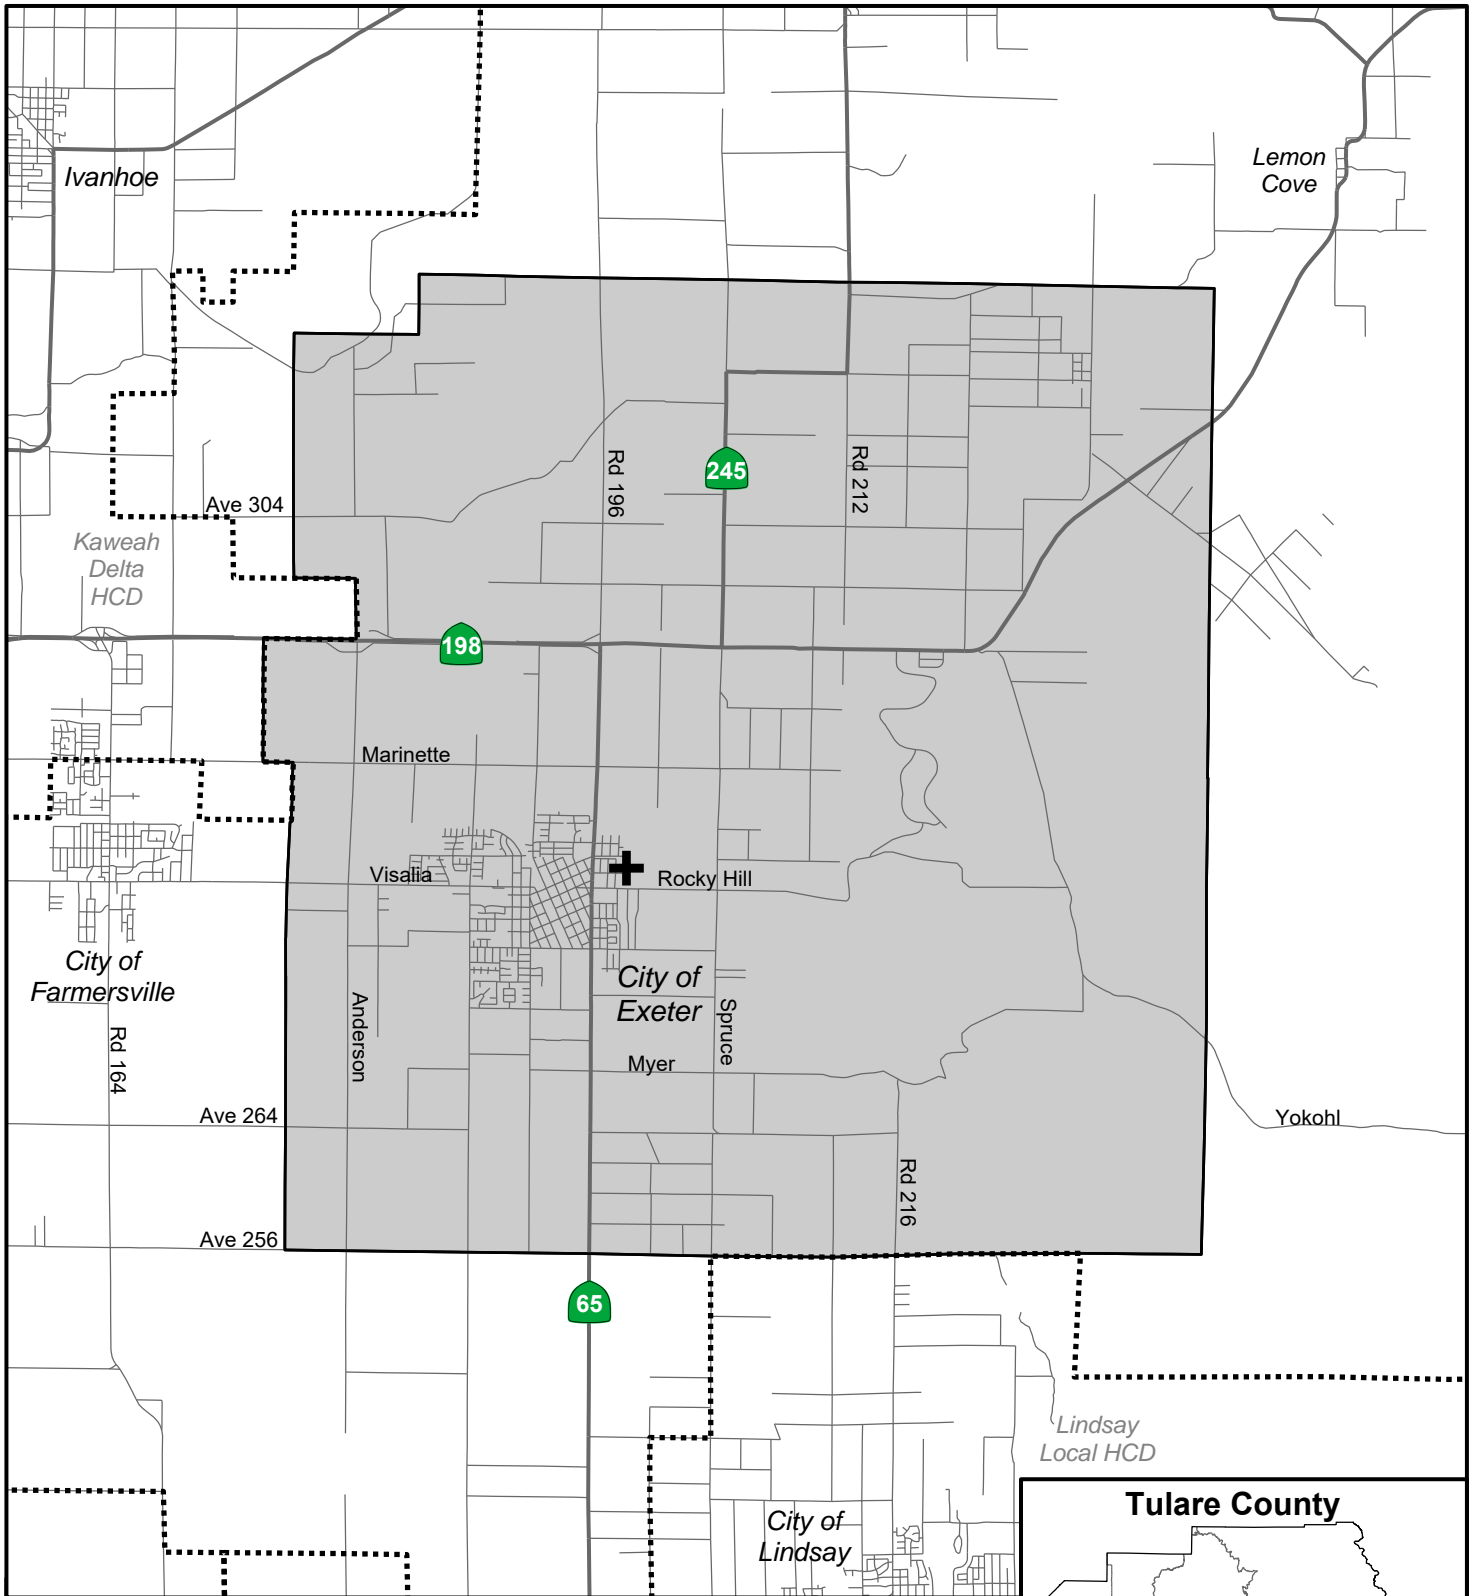 Ivanhoe
Lemon
Cove
Rd 196
245
Rd 212
Ave 304
Kaweah
Delta
HCD
198
Marinette
Visalia
Rocky Hill
City of
Farmersville
City of
Exeter
Anderson
Spruce
Rd 164
Myer
Ave 264
Yokohl
Rd 216
Ave 256
65
Lindsay
Local HCD
Tulare County
City of
Lindsay